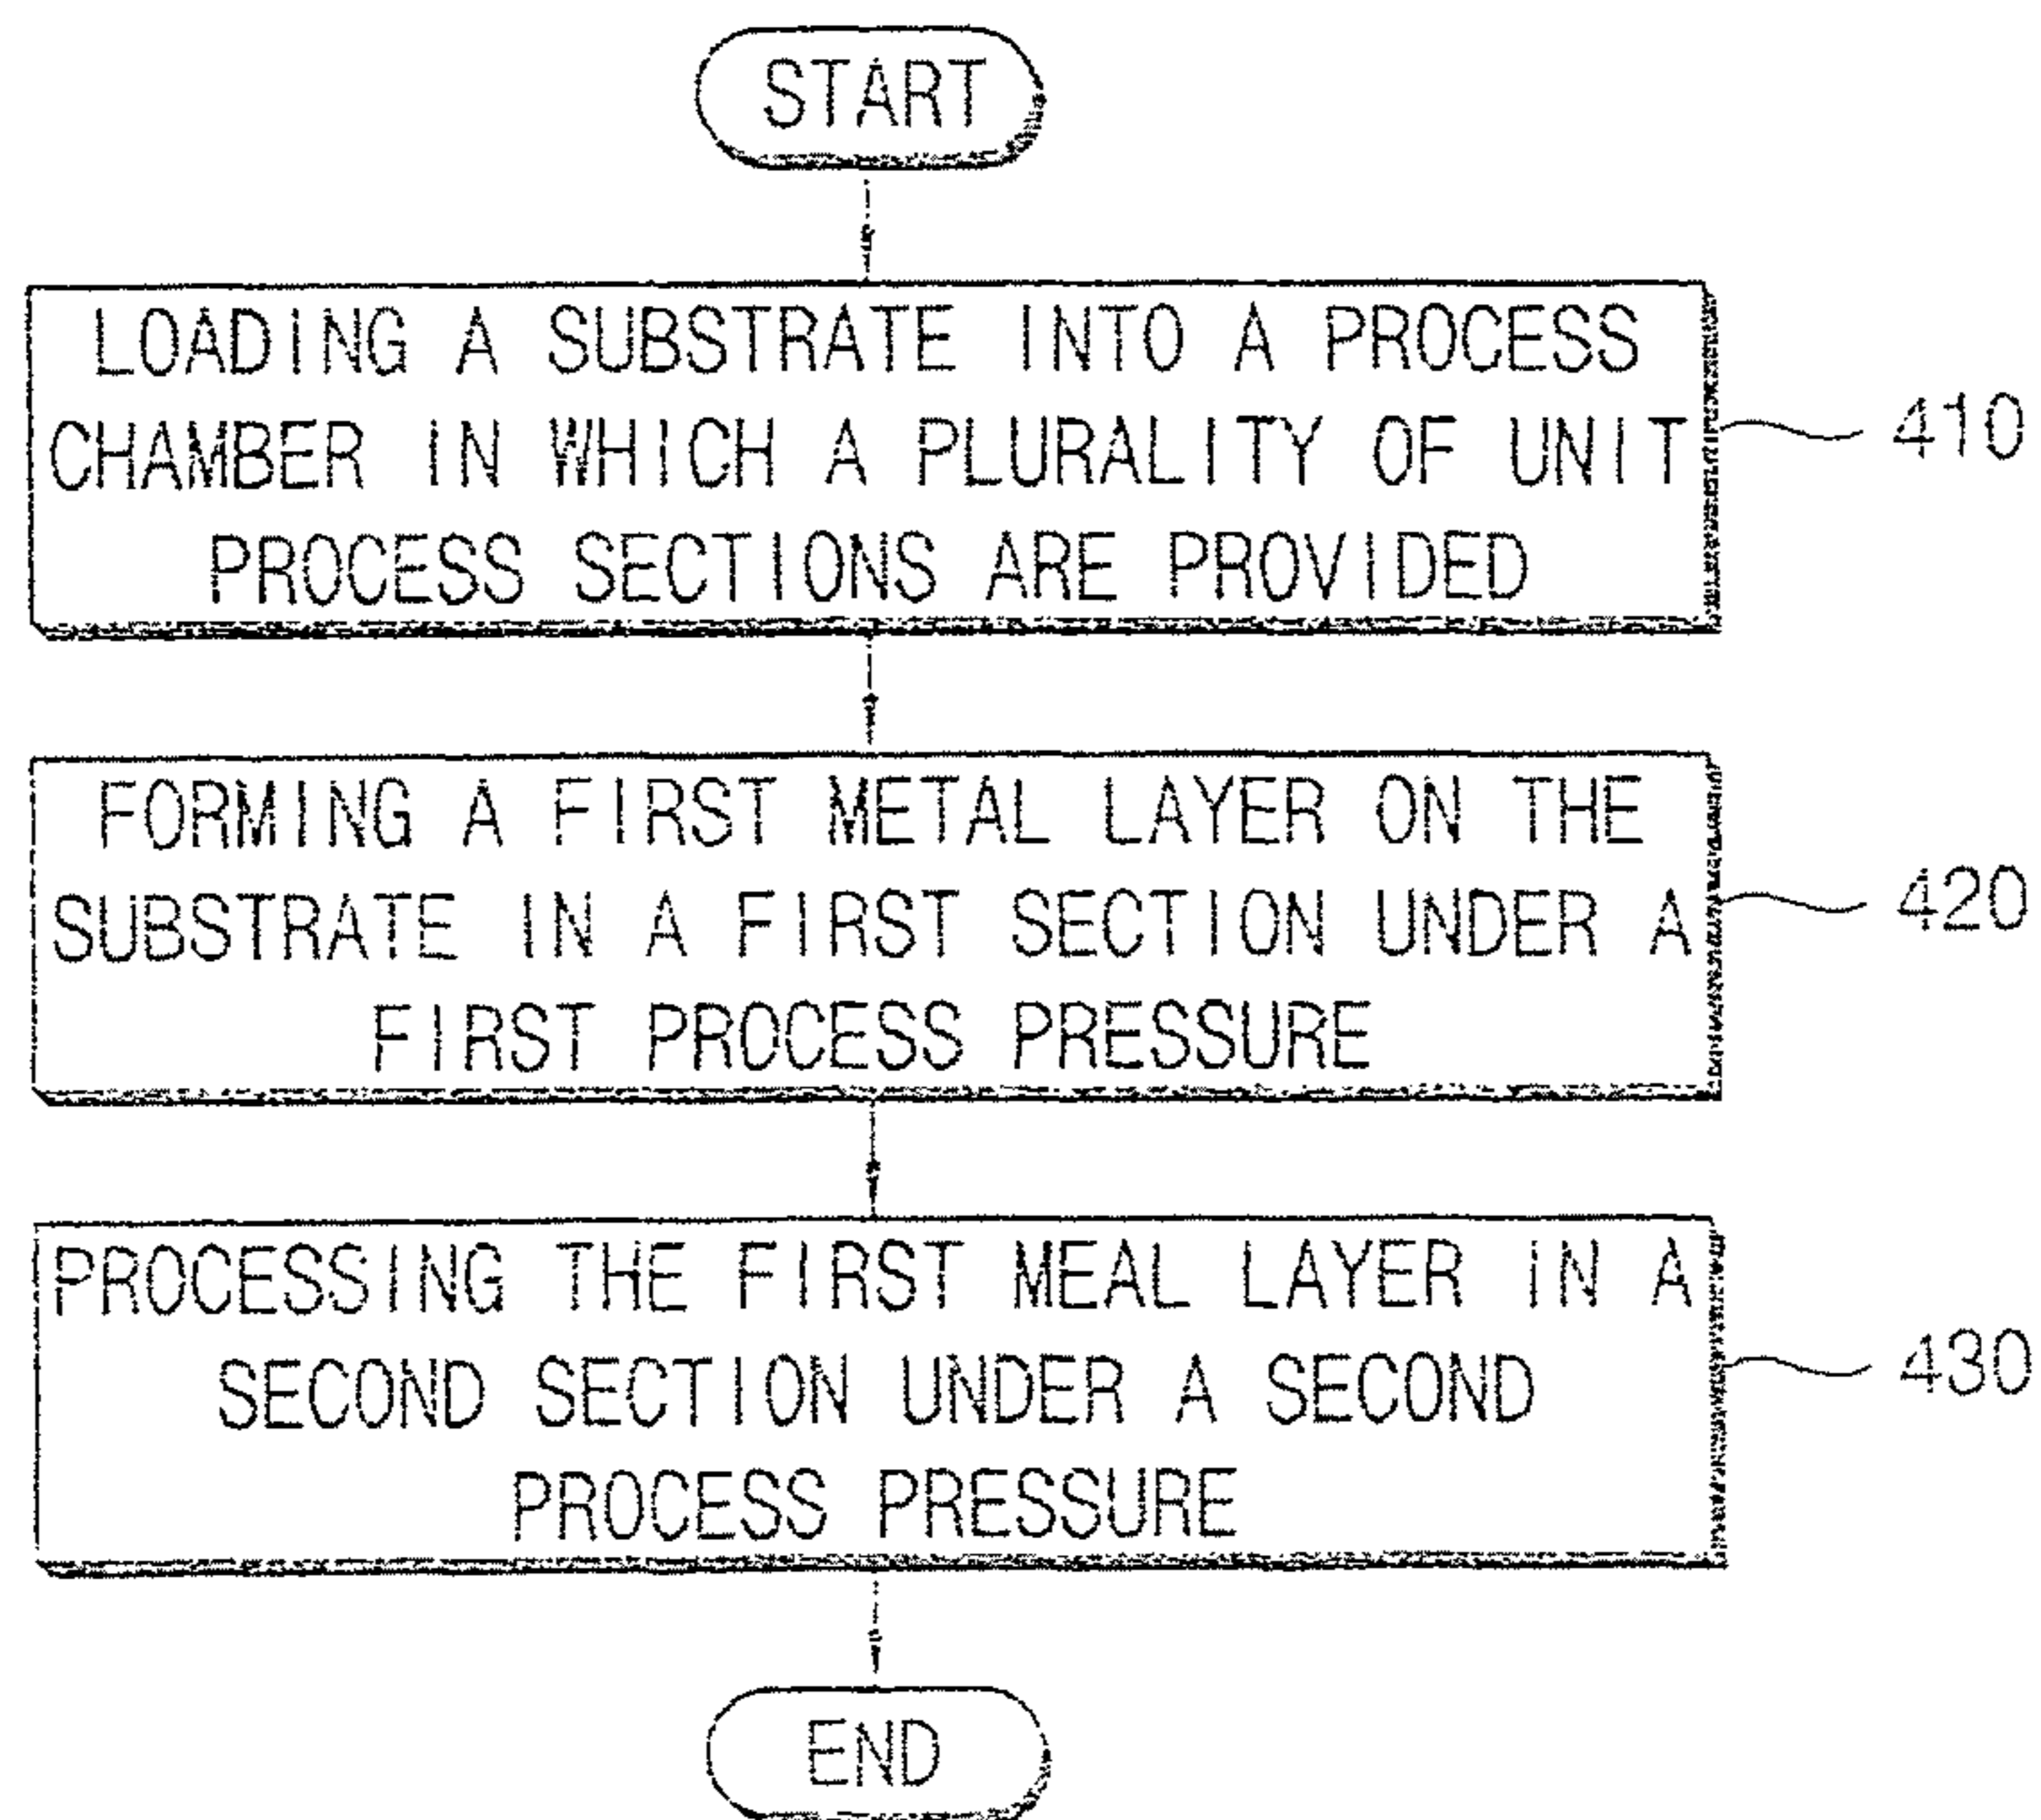 START
LOADING A SUBSTRATE INTO A PROCESS
CHAMBER IN WHICH A PLURALITY OF UNIT
PROCESS SECTIONS ARE PROVIDED
410
FORMING A FIRST METAL LAYER ON THE
SUBSTRATE IN A FIRST SECTION UNDER A
FIRST PROCESS PRESSURE
420
PROCESSING THE FIRST MEAL LAYER IN A
SECOND SECTION UNDER A SECOND
PROCESS PRESSURE
430
END